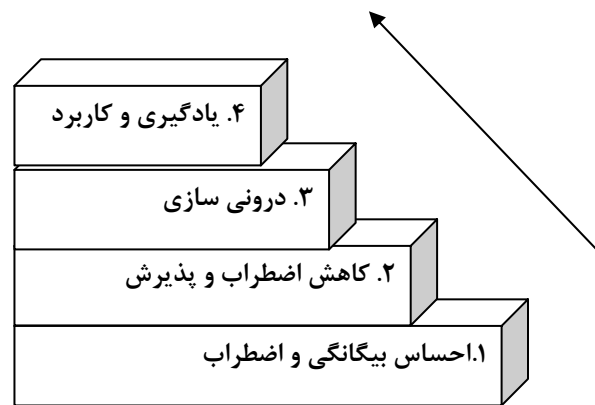 ۴. یادگیری و کاربرد
۳. درونی سازی
۲. کاهش اضطراب و پذیرش
۱.احساس بیگانگی و اضطراب